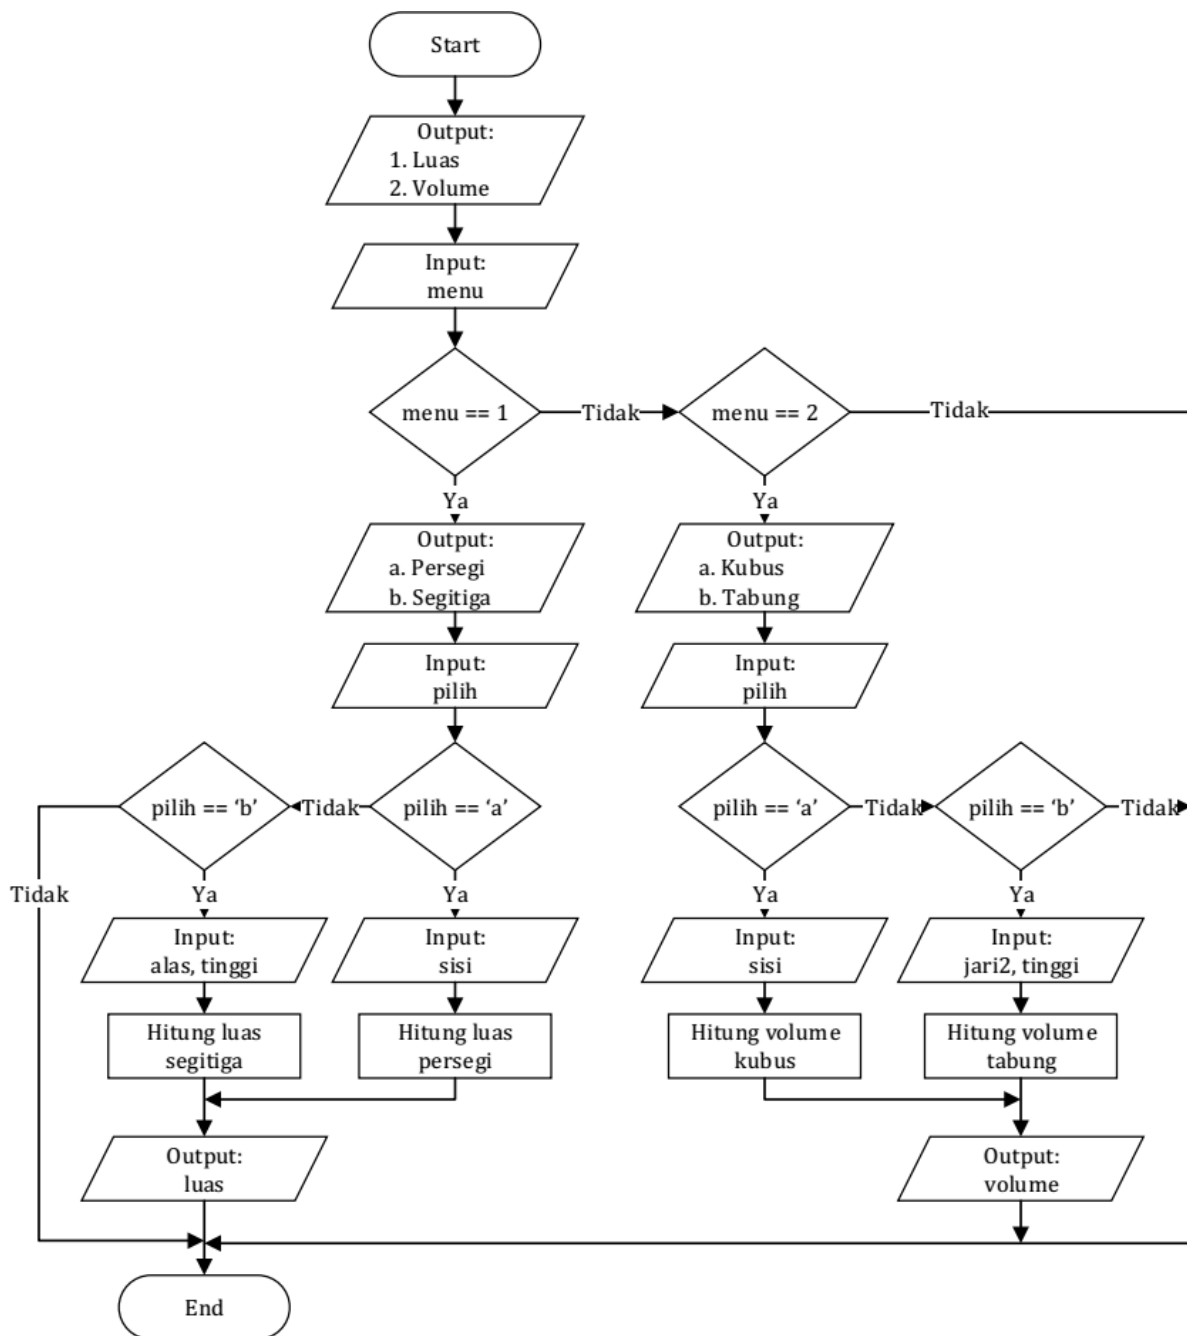 Start
Output:
1. Luas
2. Volume
Input:
menu
menu == 1
Tidak
menu == 2
Tidak
Ya
Ya
Output:
a. Persegi
b. Segitiga
Output:
a. Kubus
b. Tabung
Input:
pilih
Input:
pilih
pilih == ‘b’
Tidak
pilih == ‘a’
pilih == ‘a’
Tidak
pilih == ‘b’
Tidak
Tidak
Ya
Ya
Ya
Ya
Input:
alas, tinggi
Input:
sisi
Input:
sisi
Input:
jari2, tinggi
Hitung luas
segitiga
Hitung luas
persegi
Hitung volume
kubus
Hitung volume
tabung
Output:
luas
Output:
volume
End